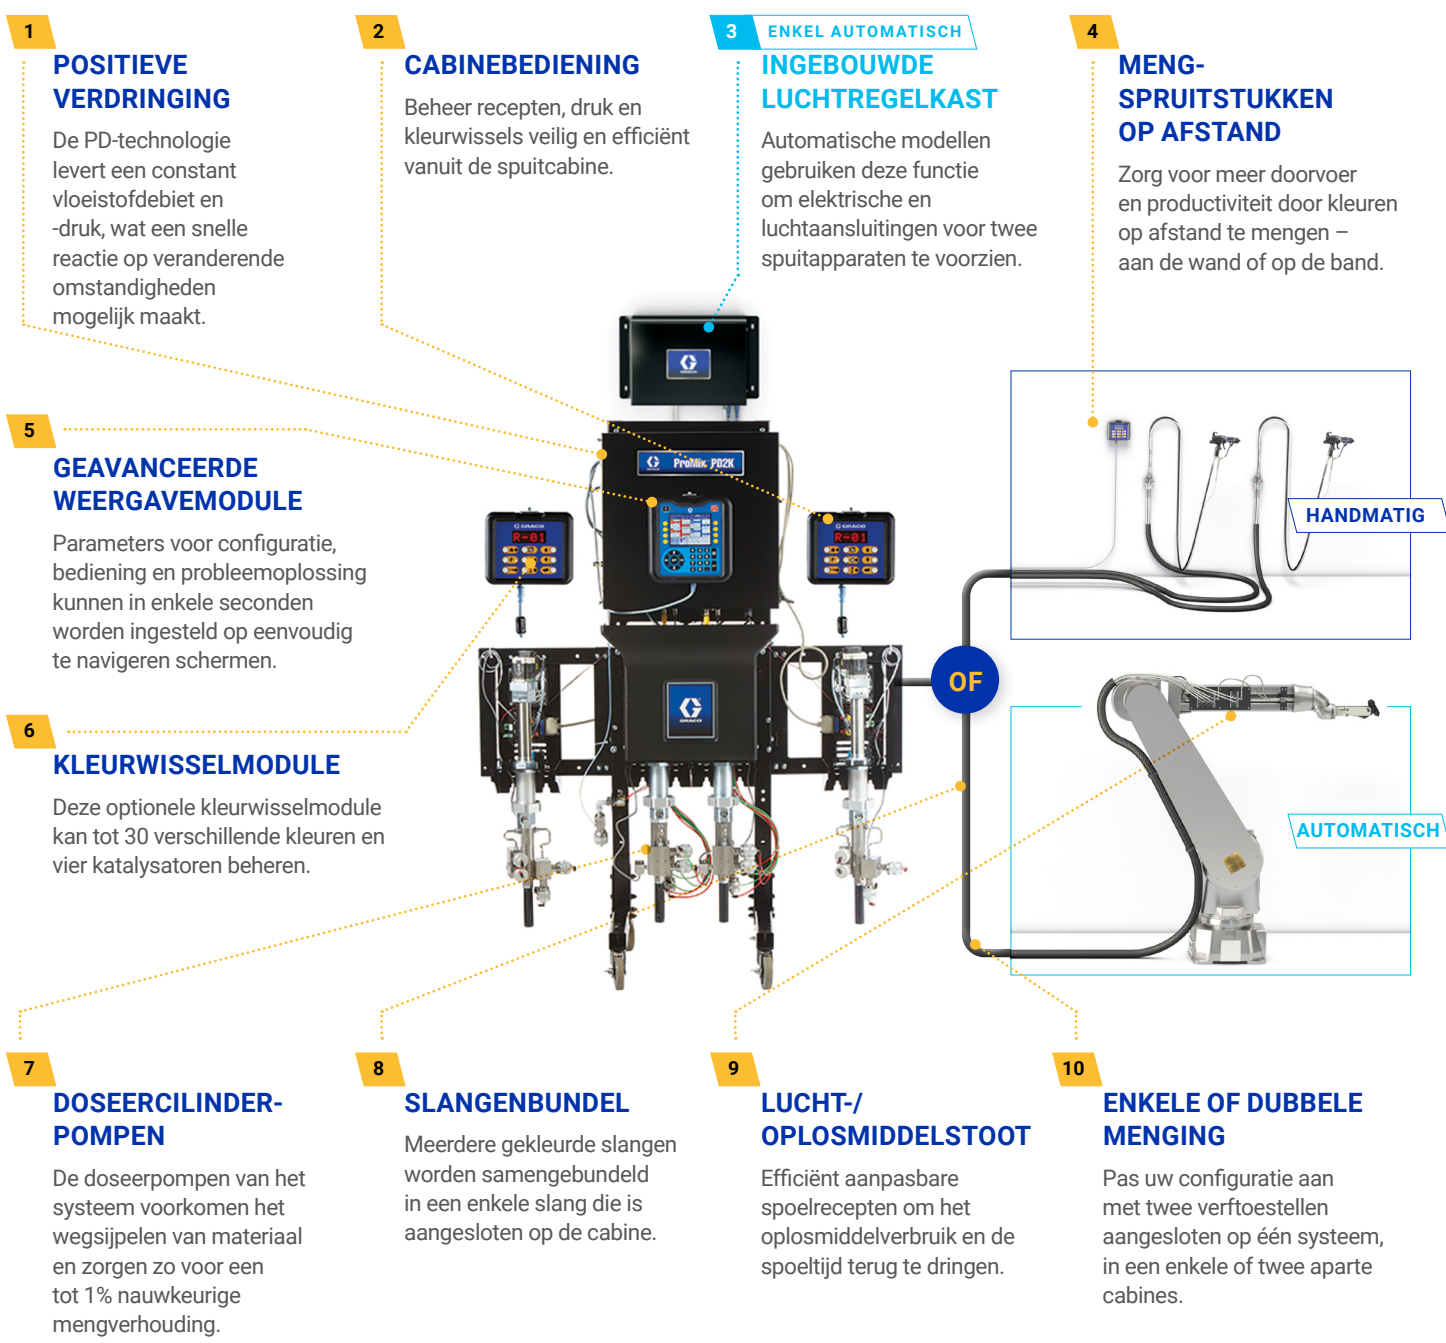 1
POSITIEVE
VERDRINGING
De PD-technologie
levert een constant
vloeistofdebiet en
-druk, wat een snelle
reactie op veranderende
omstandigheden
mogelijk maakt.
2
CABINEBEDIENING
Beheer recepten, druk en
kleurwissels veilig en efficiënt
vanuit de spuitcabine.
3 ENKEL AUTOMATISCH
INGEBOUWDE
LUCHTREGELKAST
Automatische modellen
gebruiken deze functie
om elektrische en
luchtaansluitingen voor twee
spuitapparaten te voorzien.
4
MENG-
SPRUITSTUKKEN
OP AFSTAND
Zorg voor meer doorvoer
en productiviteit door kleuren
op afstand te mengen –
aan de wand of op de band.
5
GEAVANCEERDE
WEERGAVEMODULE
Parameters voor configuratie,
bediening en probleemoplossing
kunnen in enkele seconden
worden ingesteld op eenvoudig
te navigeren schermen.
6
KLEURWISSELMODULE
Deze optionele kleurwisselmodule
kan tot 30 verschillende kleuren en
vier katalysatoren beheren.
GRACO
ProMix PD2K
GRACO
R-01
GRACO
R-01
GRACO
OF
HANDMATIG
AUTOMATISCH
7
DOSEERCILINDER-
POMPEN
De doseerpompen van het
systeem voorkomen het
wegsijpelen van materiaal
en zorgen zo voor een
tot 1% nauwkeurige
mengverhouding.
8
SLANGENBUNDEL
Meerdere gekleurde slangen
worden samengebundeld
in een enkele slang die is
aangesloten op de cabine.
9
LUCHT-/
OPLOSMIDDELSTOOT
Efficiënt aanpasbare
spoelrecepten om het
oplosmiddelverbruik en de
spoeltijd terug te dringen.
10
ENKELE OF DUBBELE
MENGING
Pas uw configuratie aan
met twee verftoestellen
aangesloten op één systeem,
in een enkele of twee aparte
cabines.